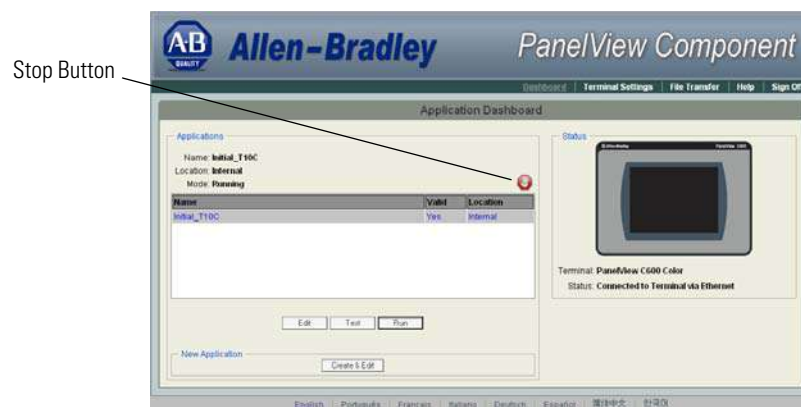 Stop Button
AB
QUALITY
Allen-Bradley
PanelView Component
Dashboard | Terminal Settings | File Transfer | Help | Sign Off
Application Dashboard
Applications
Name: Initial_T10C
Location: Internal
Mode: Running
Name Valid Location
Initial_T10C Yes Internal
Edit Test Run
New Application
Create & Edit
Status
Terminal: PanelView C600 Color
Status: Connected to Terminal via Ethernet
English | Português | Français | Italiano | Deutsch | Español | 简体中文 | 한국어